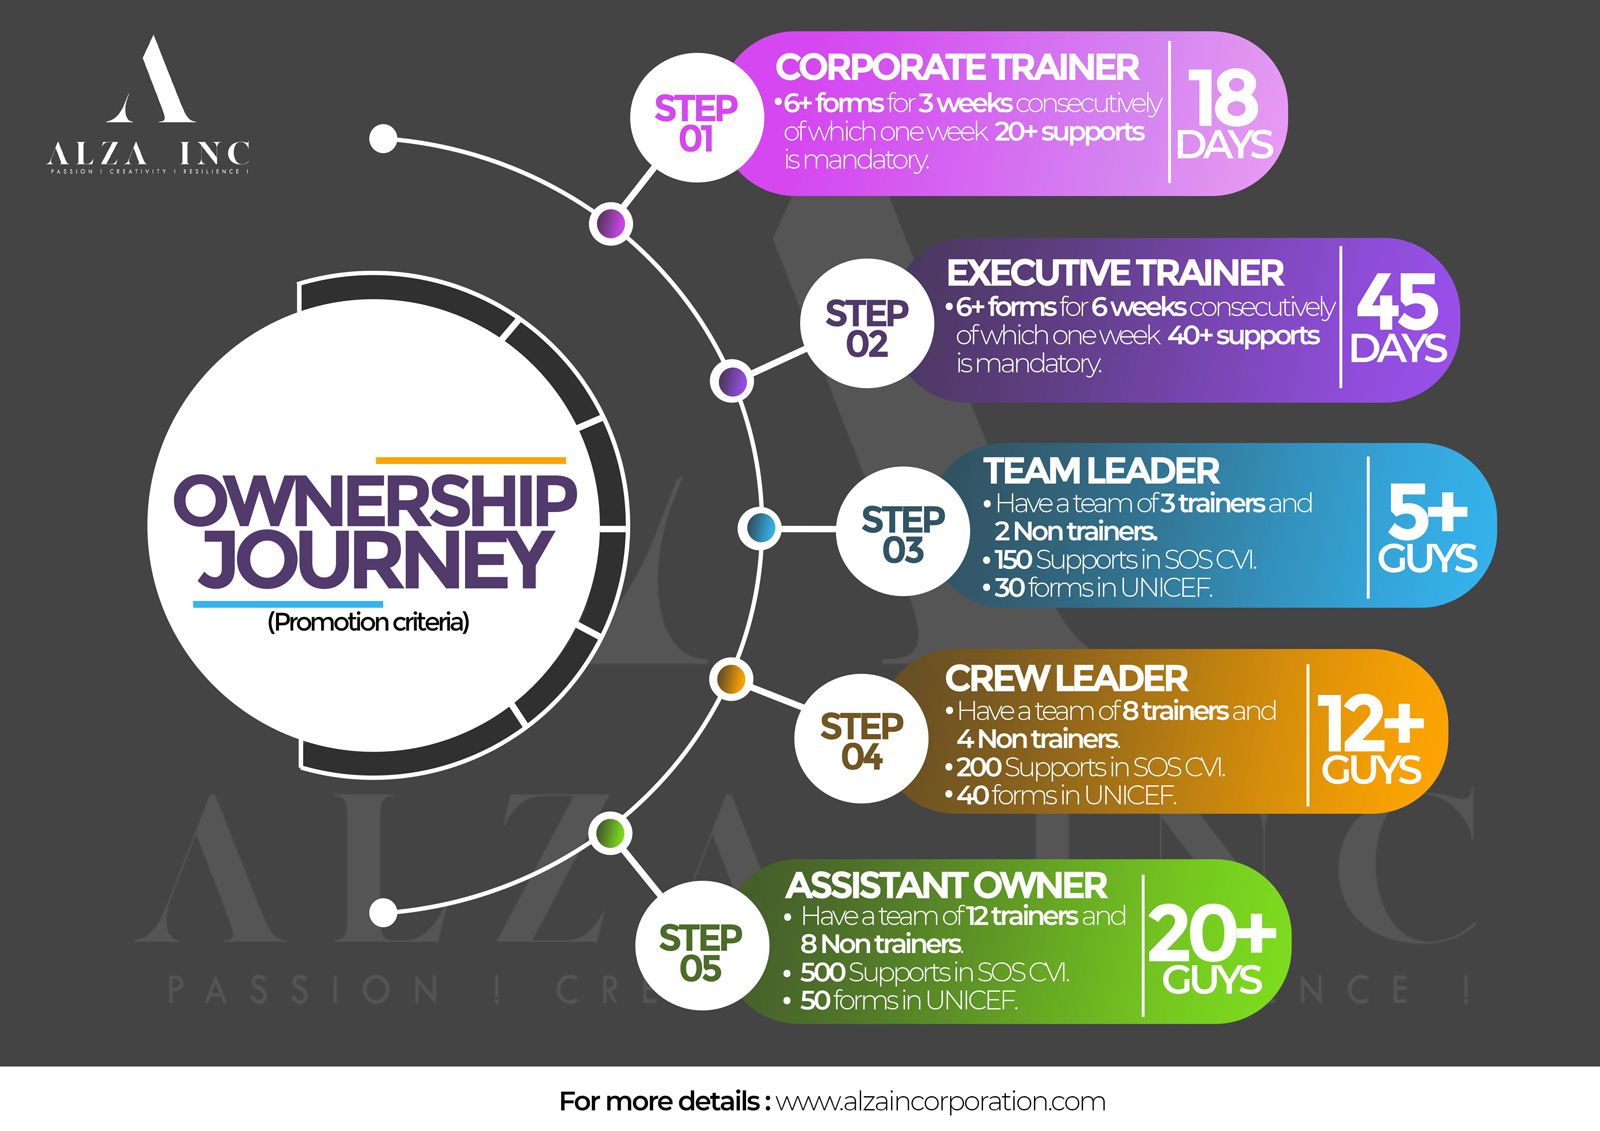 ALZA INC
PASSION ! CREATIVITY ! RESILIENCE !
OWNERSHIP
JOURNEY
(Promotion criteria)
STEP
01
CORPORATE TRAINER
• 6+ forms for 3 weeks consecutively
of which one week 20+ supports
is mandatory.
18
DAYS
STEP
02
EXECUTIVE TRAINER
• 6+ forms for 6 weeks consecutively
of which one week 40+ supports
is mandatory.
45
DAYS
STEP
03
TEAM LEADER
• Have a team of 3 trainers and
2 Non trainers.
• 150 Supports in SOS CVI.
• 30 forms in UNICEF.
5+
GUYS
STEP
04
CREW LEADER
• Have a team of 8 trainers and
4 Non trainers.
• 200 Supports in SOS CVI.
• 40 forms in UNICEF.
12+
GUYS
STEP
05
ASSISTANT OWNER
• Have a team of 12 trainers and
8 Non trainers.
• 500 Supports in SOS CVI.
• 50 forms in UNICEF.
20+
GUYS
ALZA INC
PASSION ! CRE NCE !
For more details : www.alzaincorporation.com